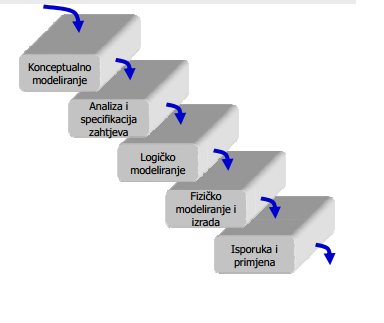 Konceptualno
modeliranje
Analiza i
specifikacija
zahtjeva
Logičko
modeliranje
Fizičko
modeliranje i
izrada
Isporuka i
primjena